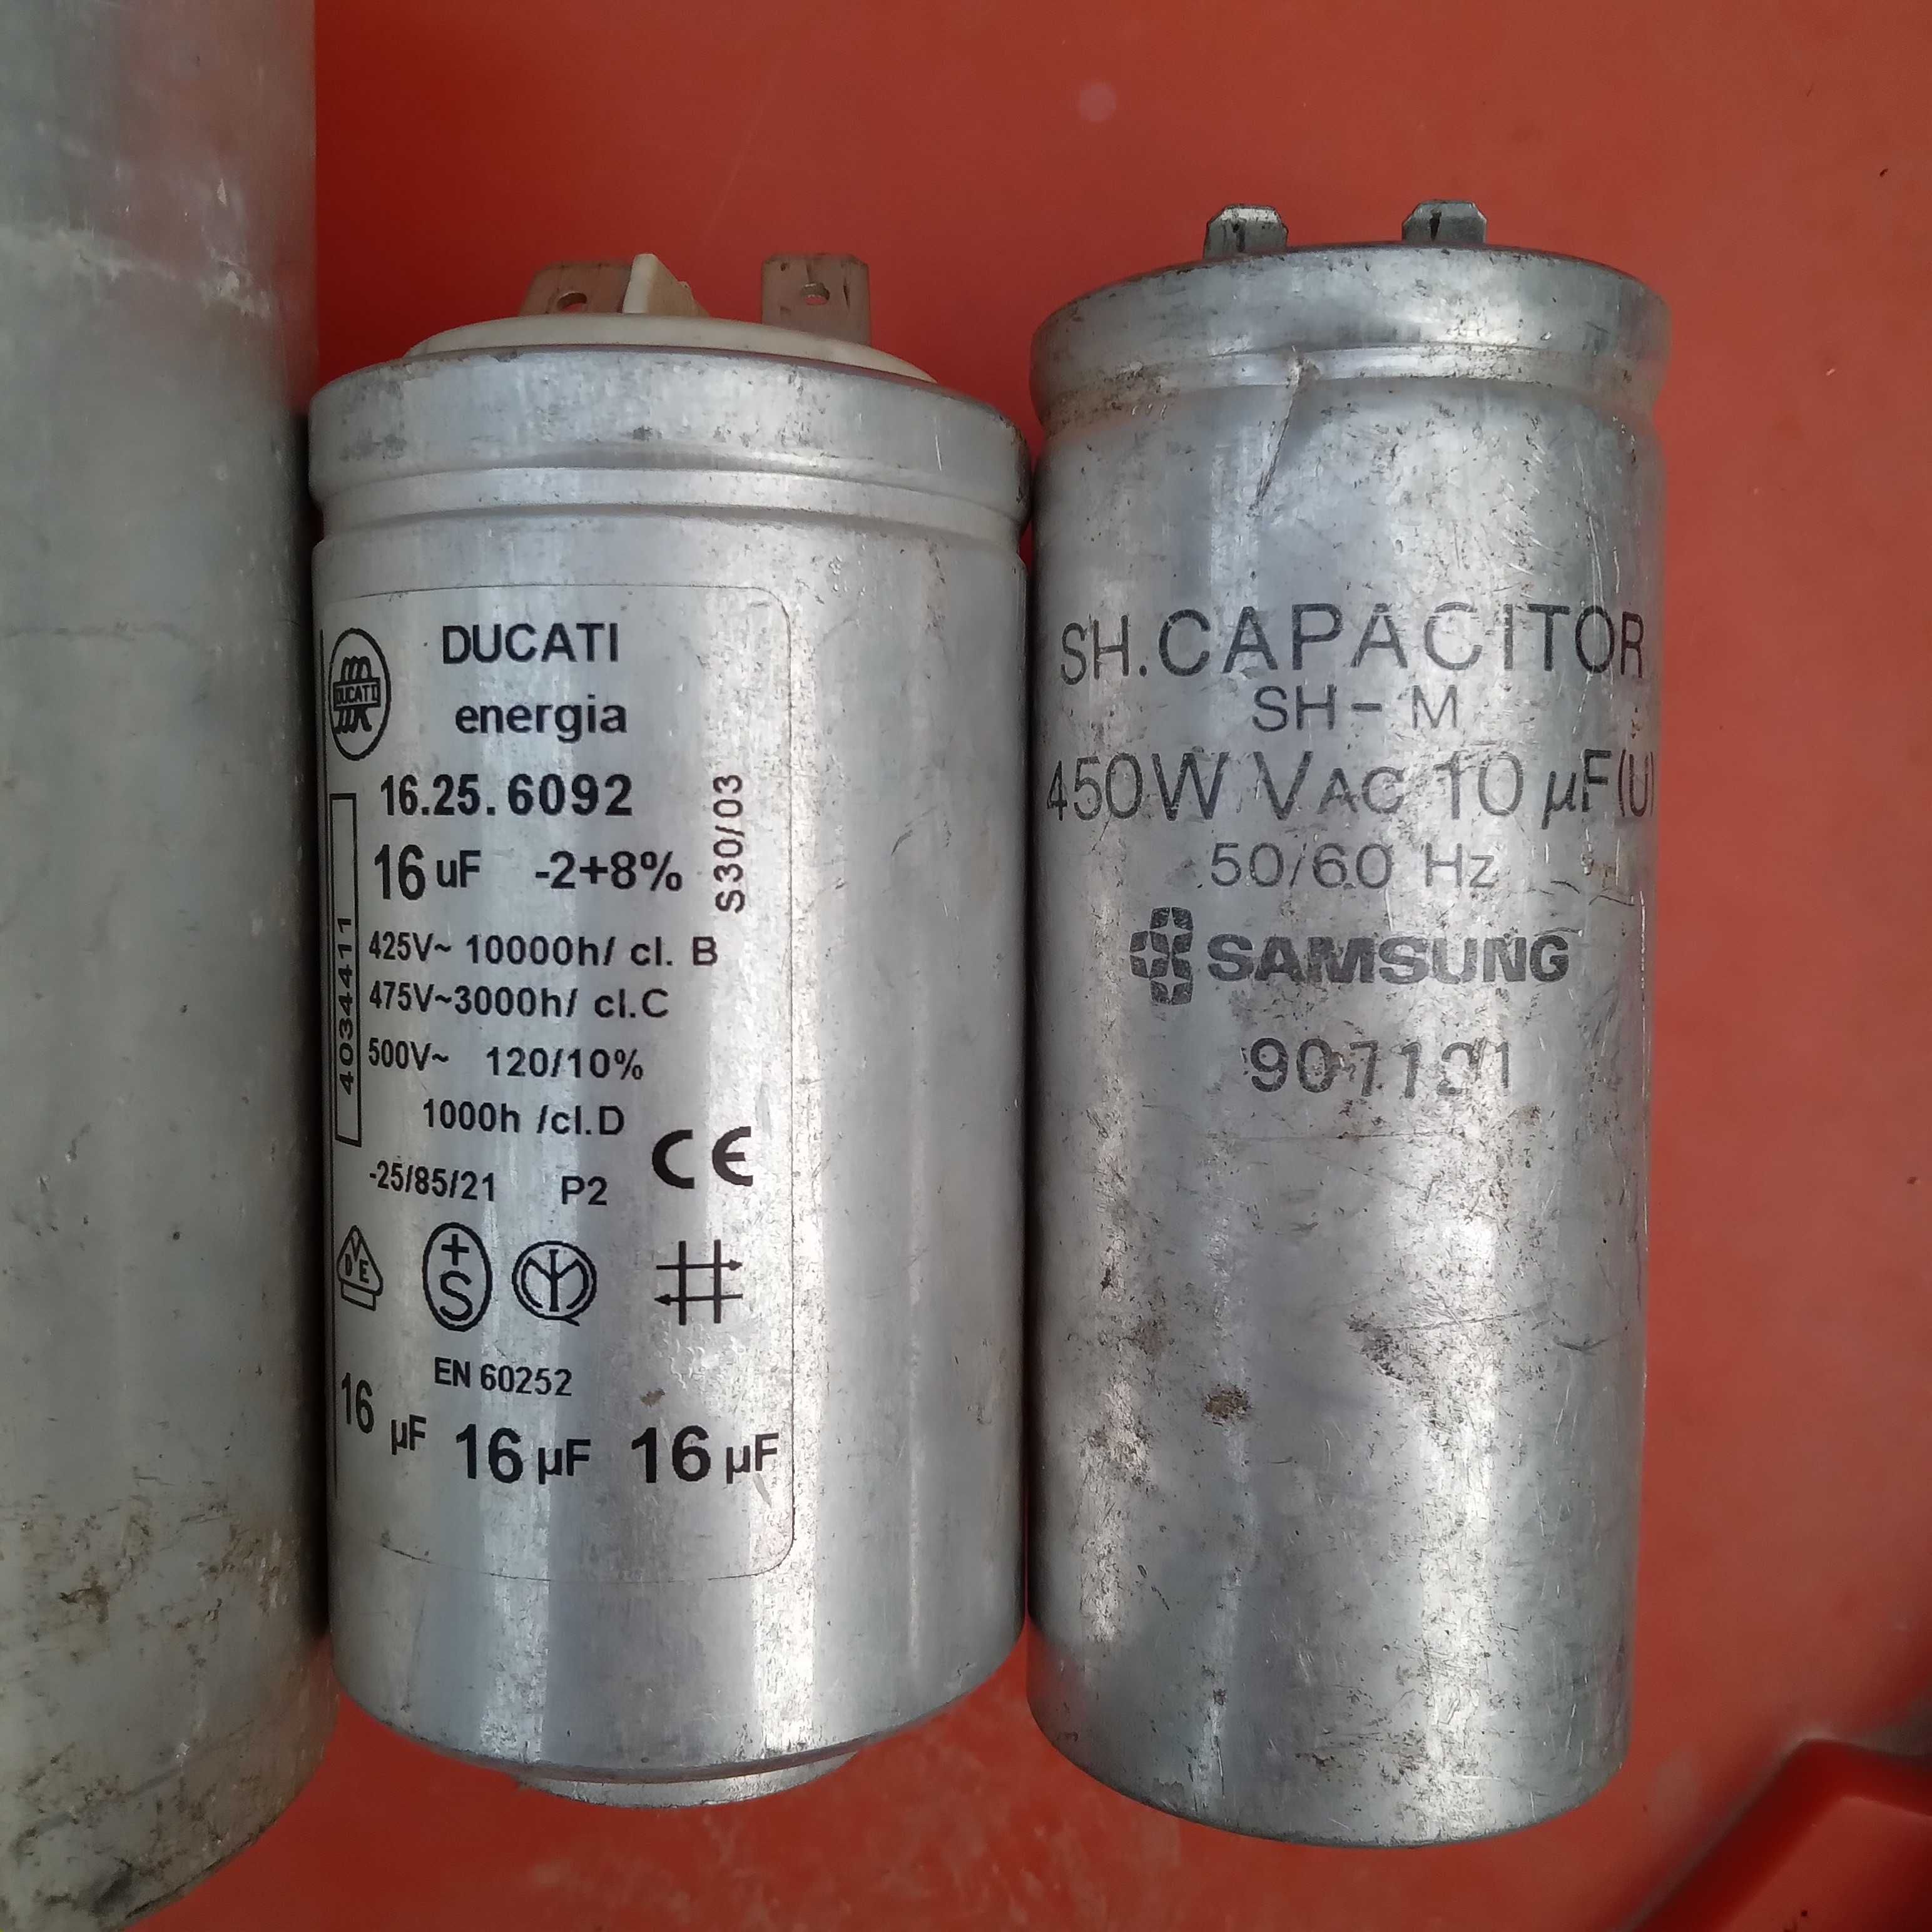 DUCATI
DUCATI
energia
16.25.6092
16 uF -2+8%
S30/03
4034411
425V~ 10000h/ cl. B
475V~3000h/ cl.C
500V~ 120/10%
1000h /cl.D
CE
-25/85/21 P2
VDE
+S
EN 60252
16 µF 16 µF 16 µF
SH.CAPACITOR
SH-M
450W VAC 10 µF(U)
50/60 Hz
SAMSUNG